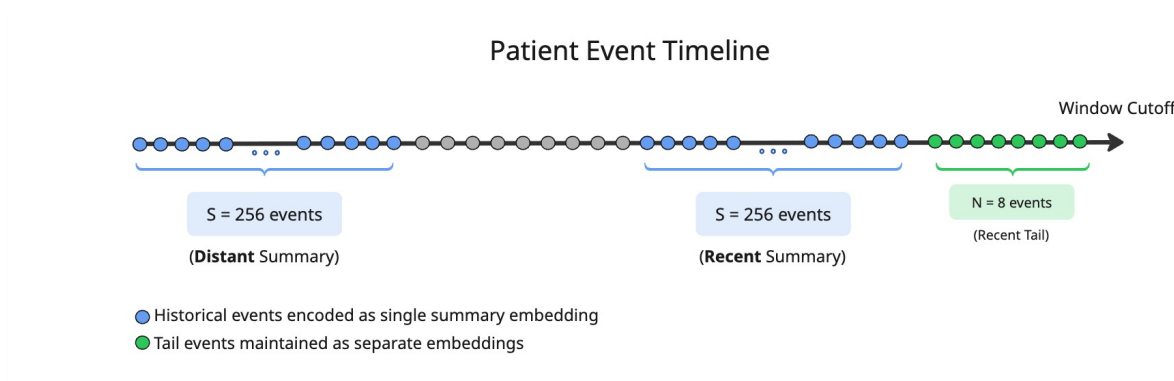 Patient Event Timeline
Window Cutoff
S = 256 events
(Distant Summary)
S = 256 events
(Recent Summary)
N = 8 events
(Recent Tail)
Historical events encoded as single summary embedding
Tail events maintained as separate embeddings